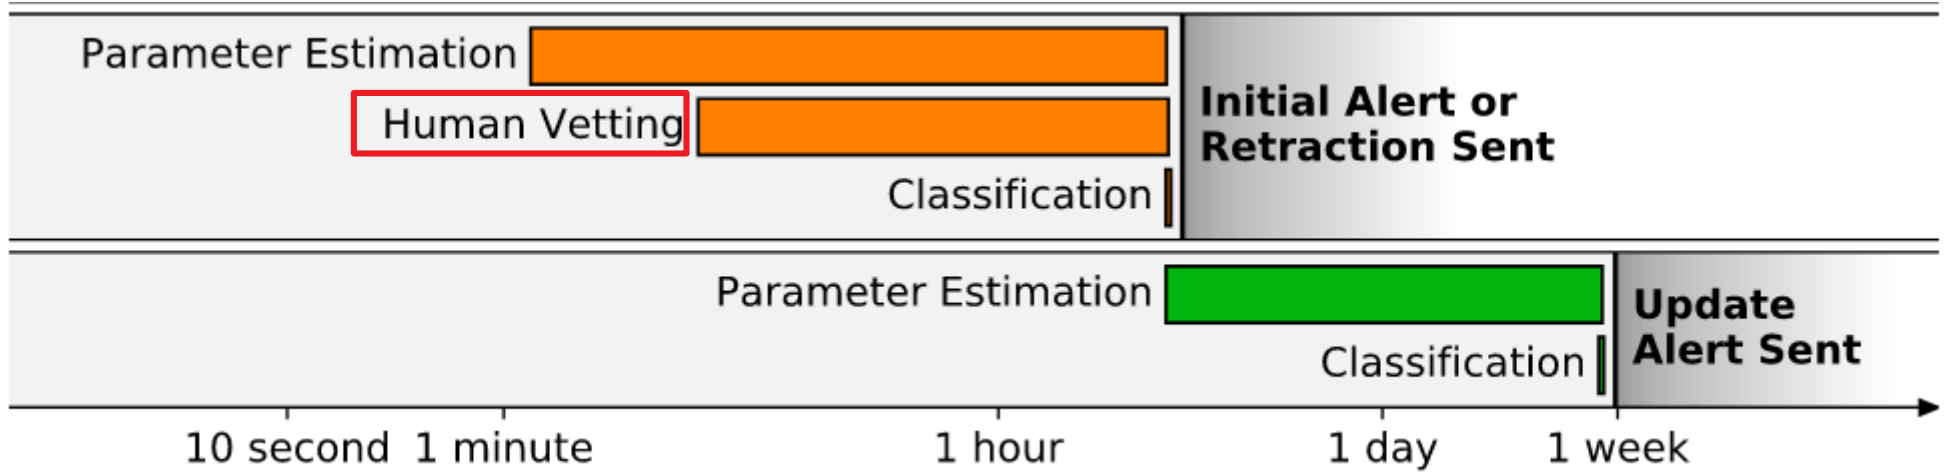 Parameter Estimation
Human Vetting
Classification
Initial Alert or
Retraction Sent
Parameter Estimation
Classification
Update
Alert Sent
10 second 1 minute 1 hour 1 day 1 week